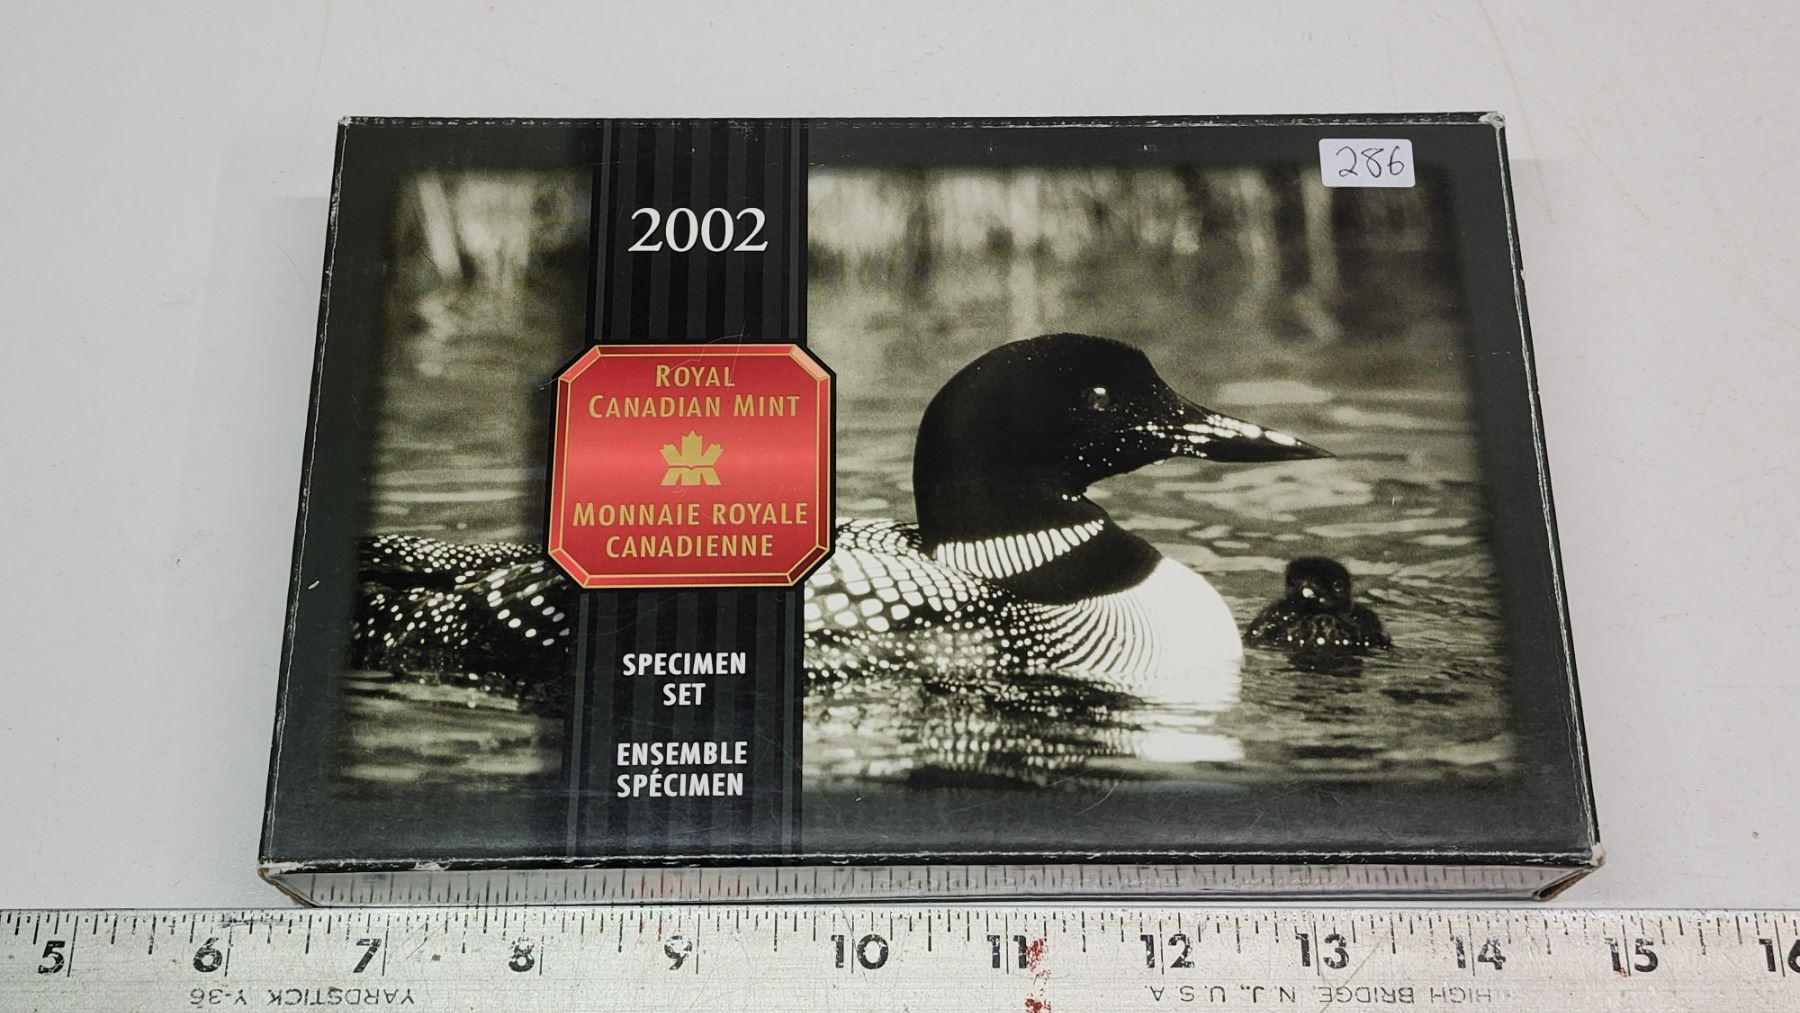 286
2002
ROYAL
CANADIAN MINT
MONNAIE ROYALE
CANADIENNE
SPECIMEN
SET
ENSEMBLE
SPÉCIMEN
5 6 7 8 9 10 11 12 13 14 15 16
YARDSTICK Y-36
HIGH BRIDGE, N.J., U.S.A.